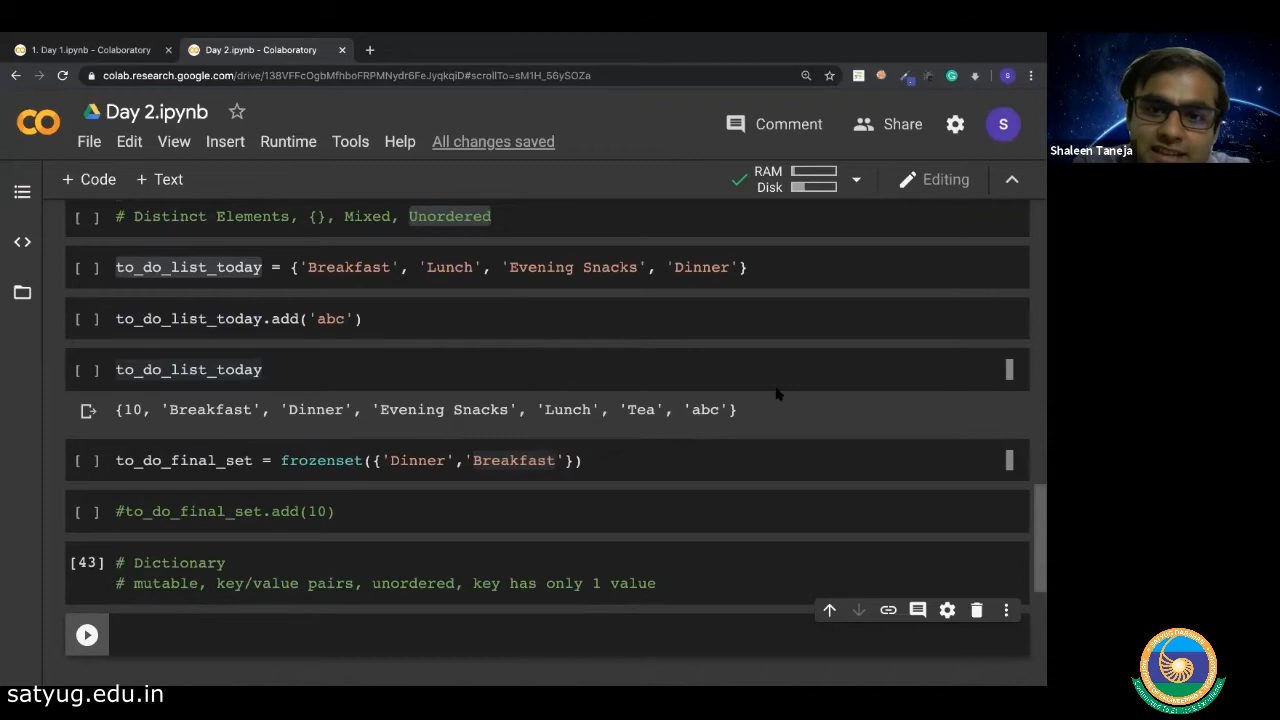 1. Day 1.ipynb - Colaboratory
Day 2.ipynb - Colaboratory
colab.research.google.com/drive/138VFFcOgbMfhboFRPMNydr6FeJyqkqiD#scrollTo=sM1H_56ySOZa
S
CO
Day 2.ipynb
File Edit View Insert Runtime Tools Help All changes saved
Comment Share S
Shaleen Taneja
+ Code + Text
RAM
Disk
Editing
[ ] # Distinct Elements, {}, Mixed, Unordered
[ ] to_do_list_today = {'Breakfast', 'Lunch', 'Evening Snacks', 'Dinner'}
[ ] to_do_list_today.add('abc')
[ ] to_do_list_today
{10, 'Breakfast', 'Dinner', 'Evening Snacks', 'Lunch', 'Tea', 'abc'}
[ ] to_do_final_set = frozenset({'Dinner','Breakfast'})
[ ] #to_do_final_set.add(10)
[43] # Dictionary
# mutable, key/value pairs, unordered, key has only 1 value
satyug.edu.in